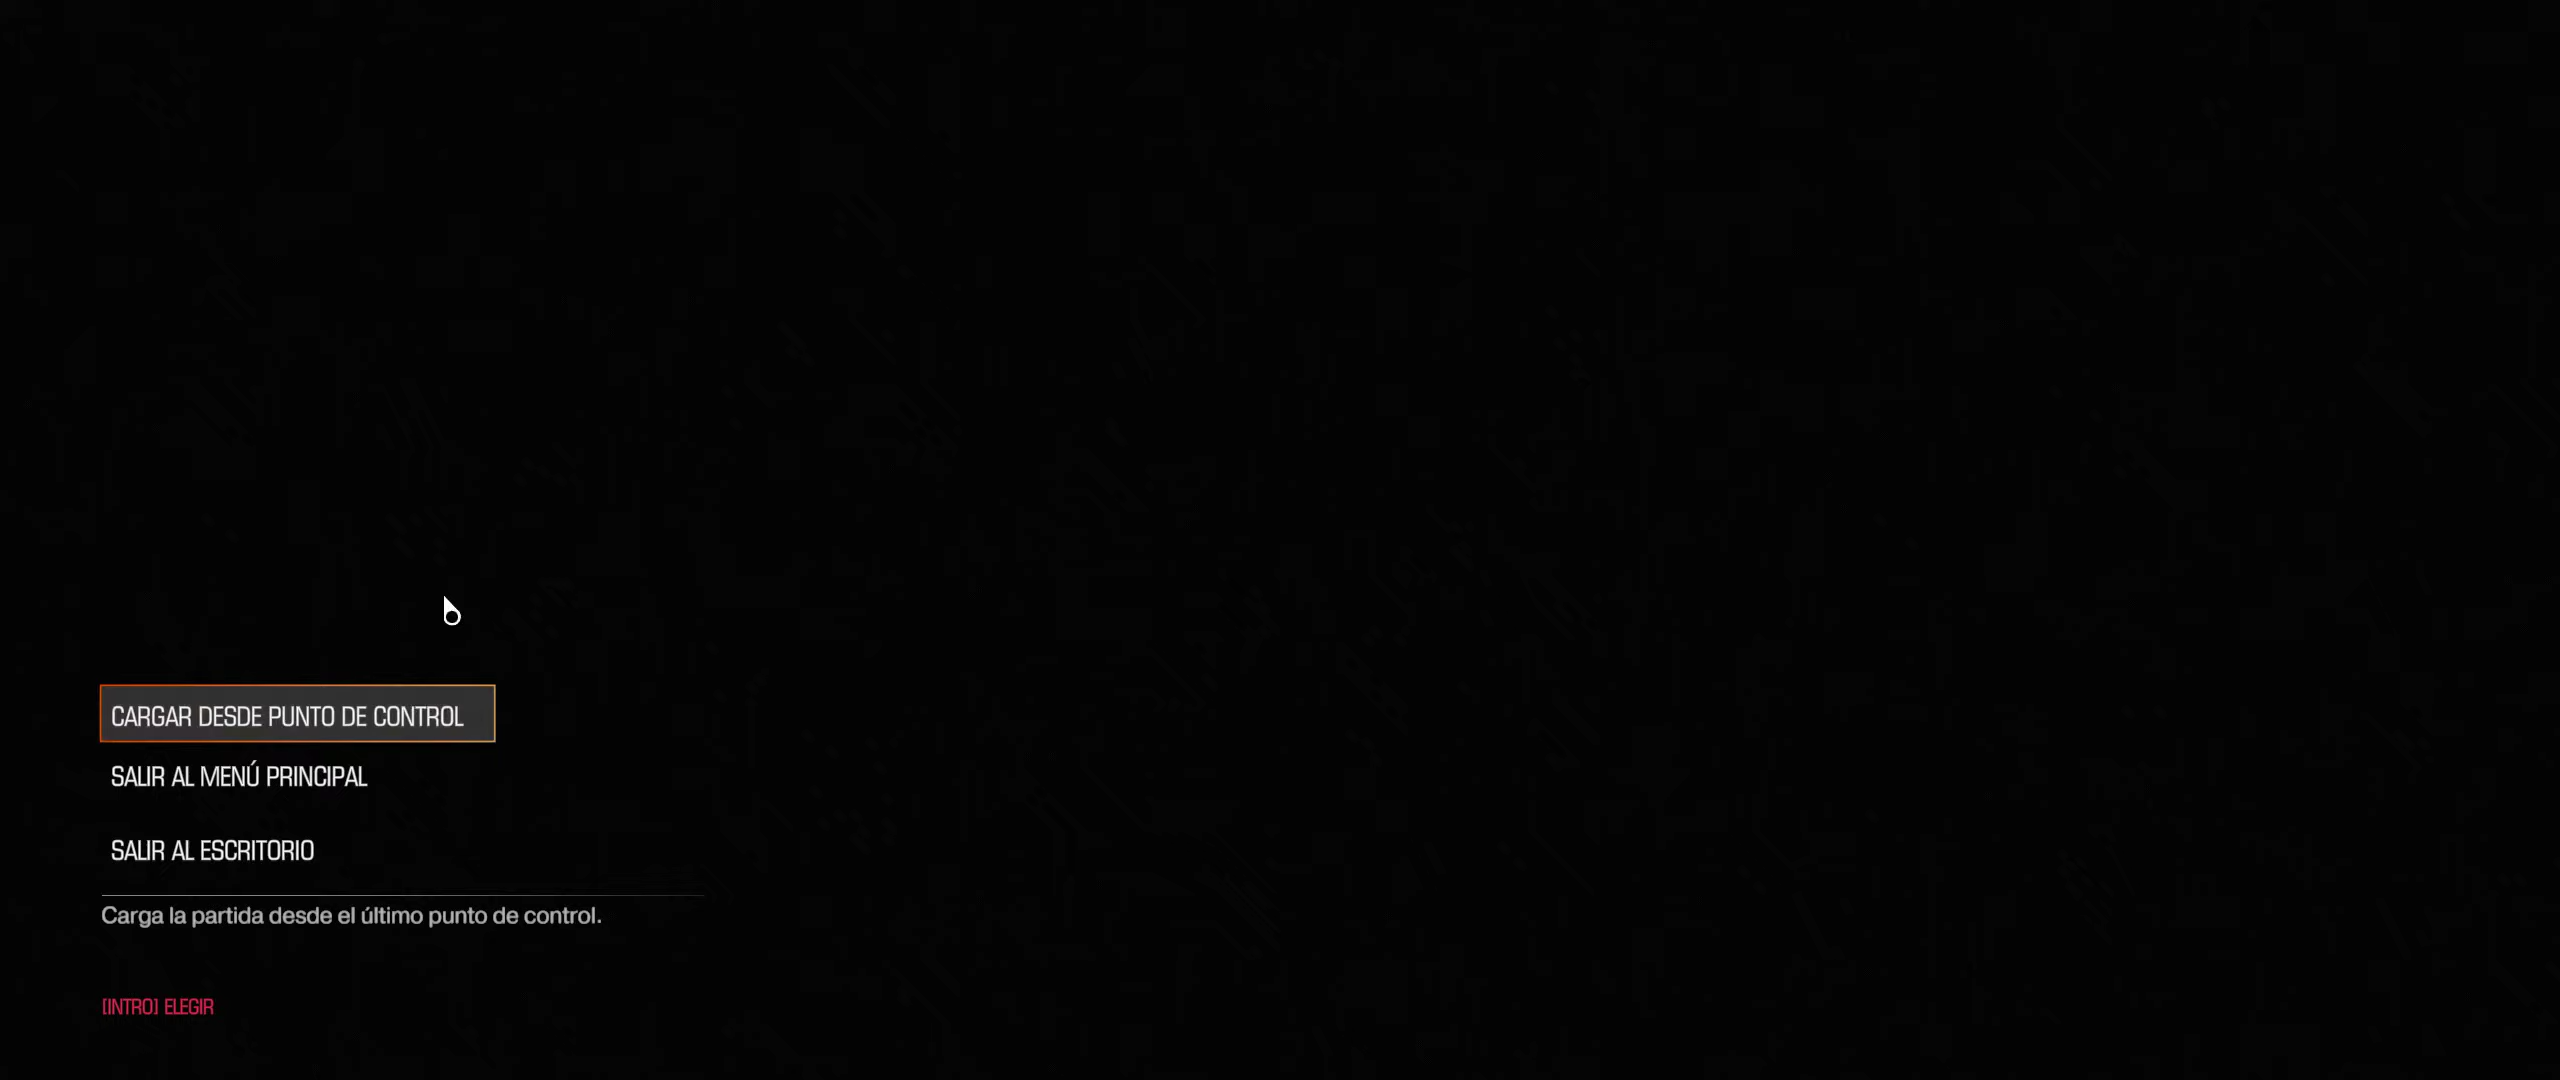 CARGAR DESDE PUNTO DE CONTROL
SALIR AL MENÚ PRINCIPAL
SALIR AL ESCRITORIO
Carga la partida desde el último punto de control.
[INTRO] ELEGIR